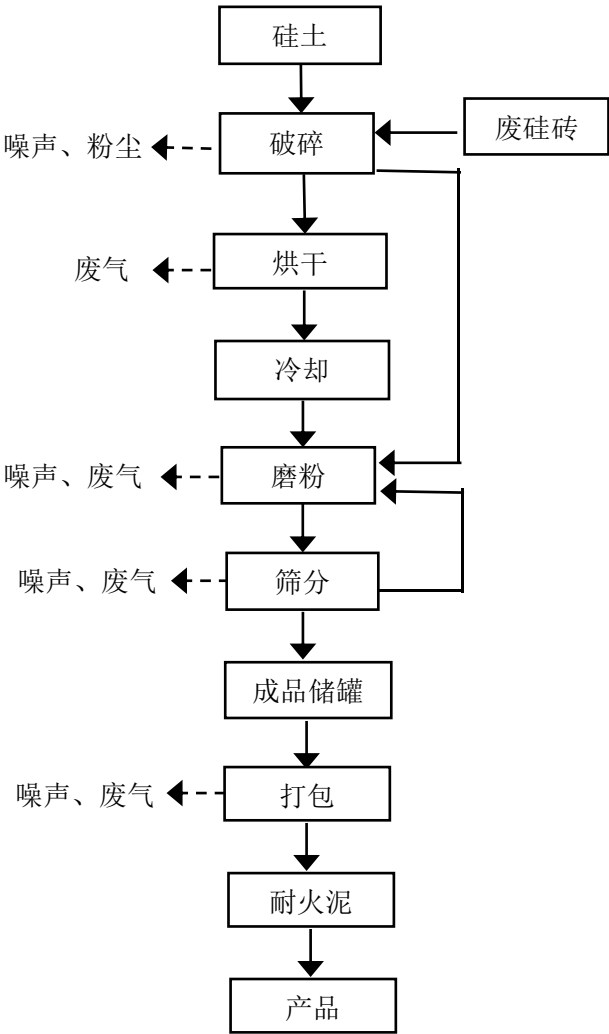 硅土
废硅砖
噪声、粉尘
破碎
废气
烘干
冷却
噪声、废气
磨粉
噪声、废气
筛分
成品储罐
噪声、废气
打包
耐火泥
产品